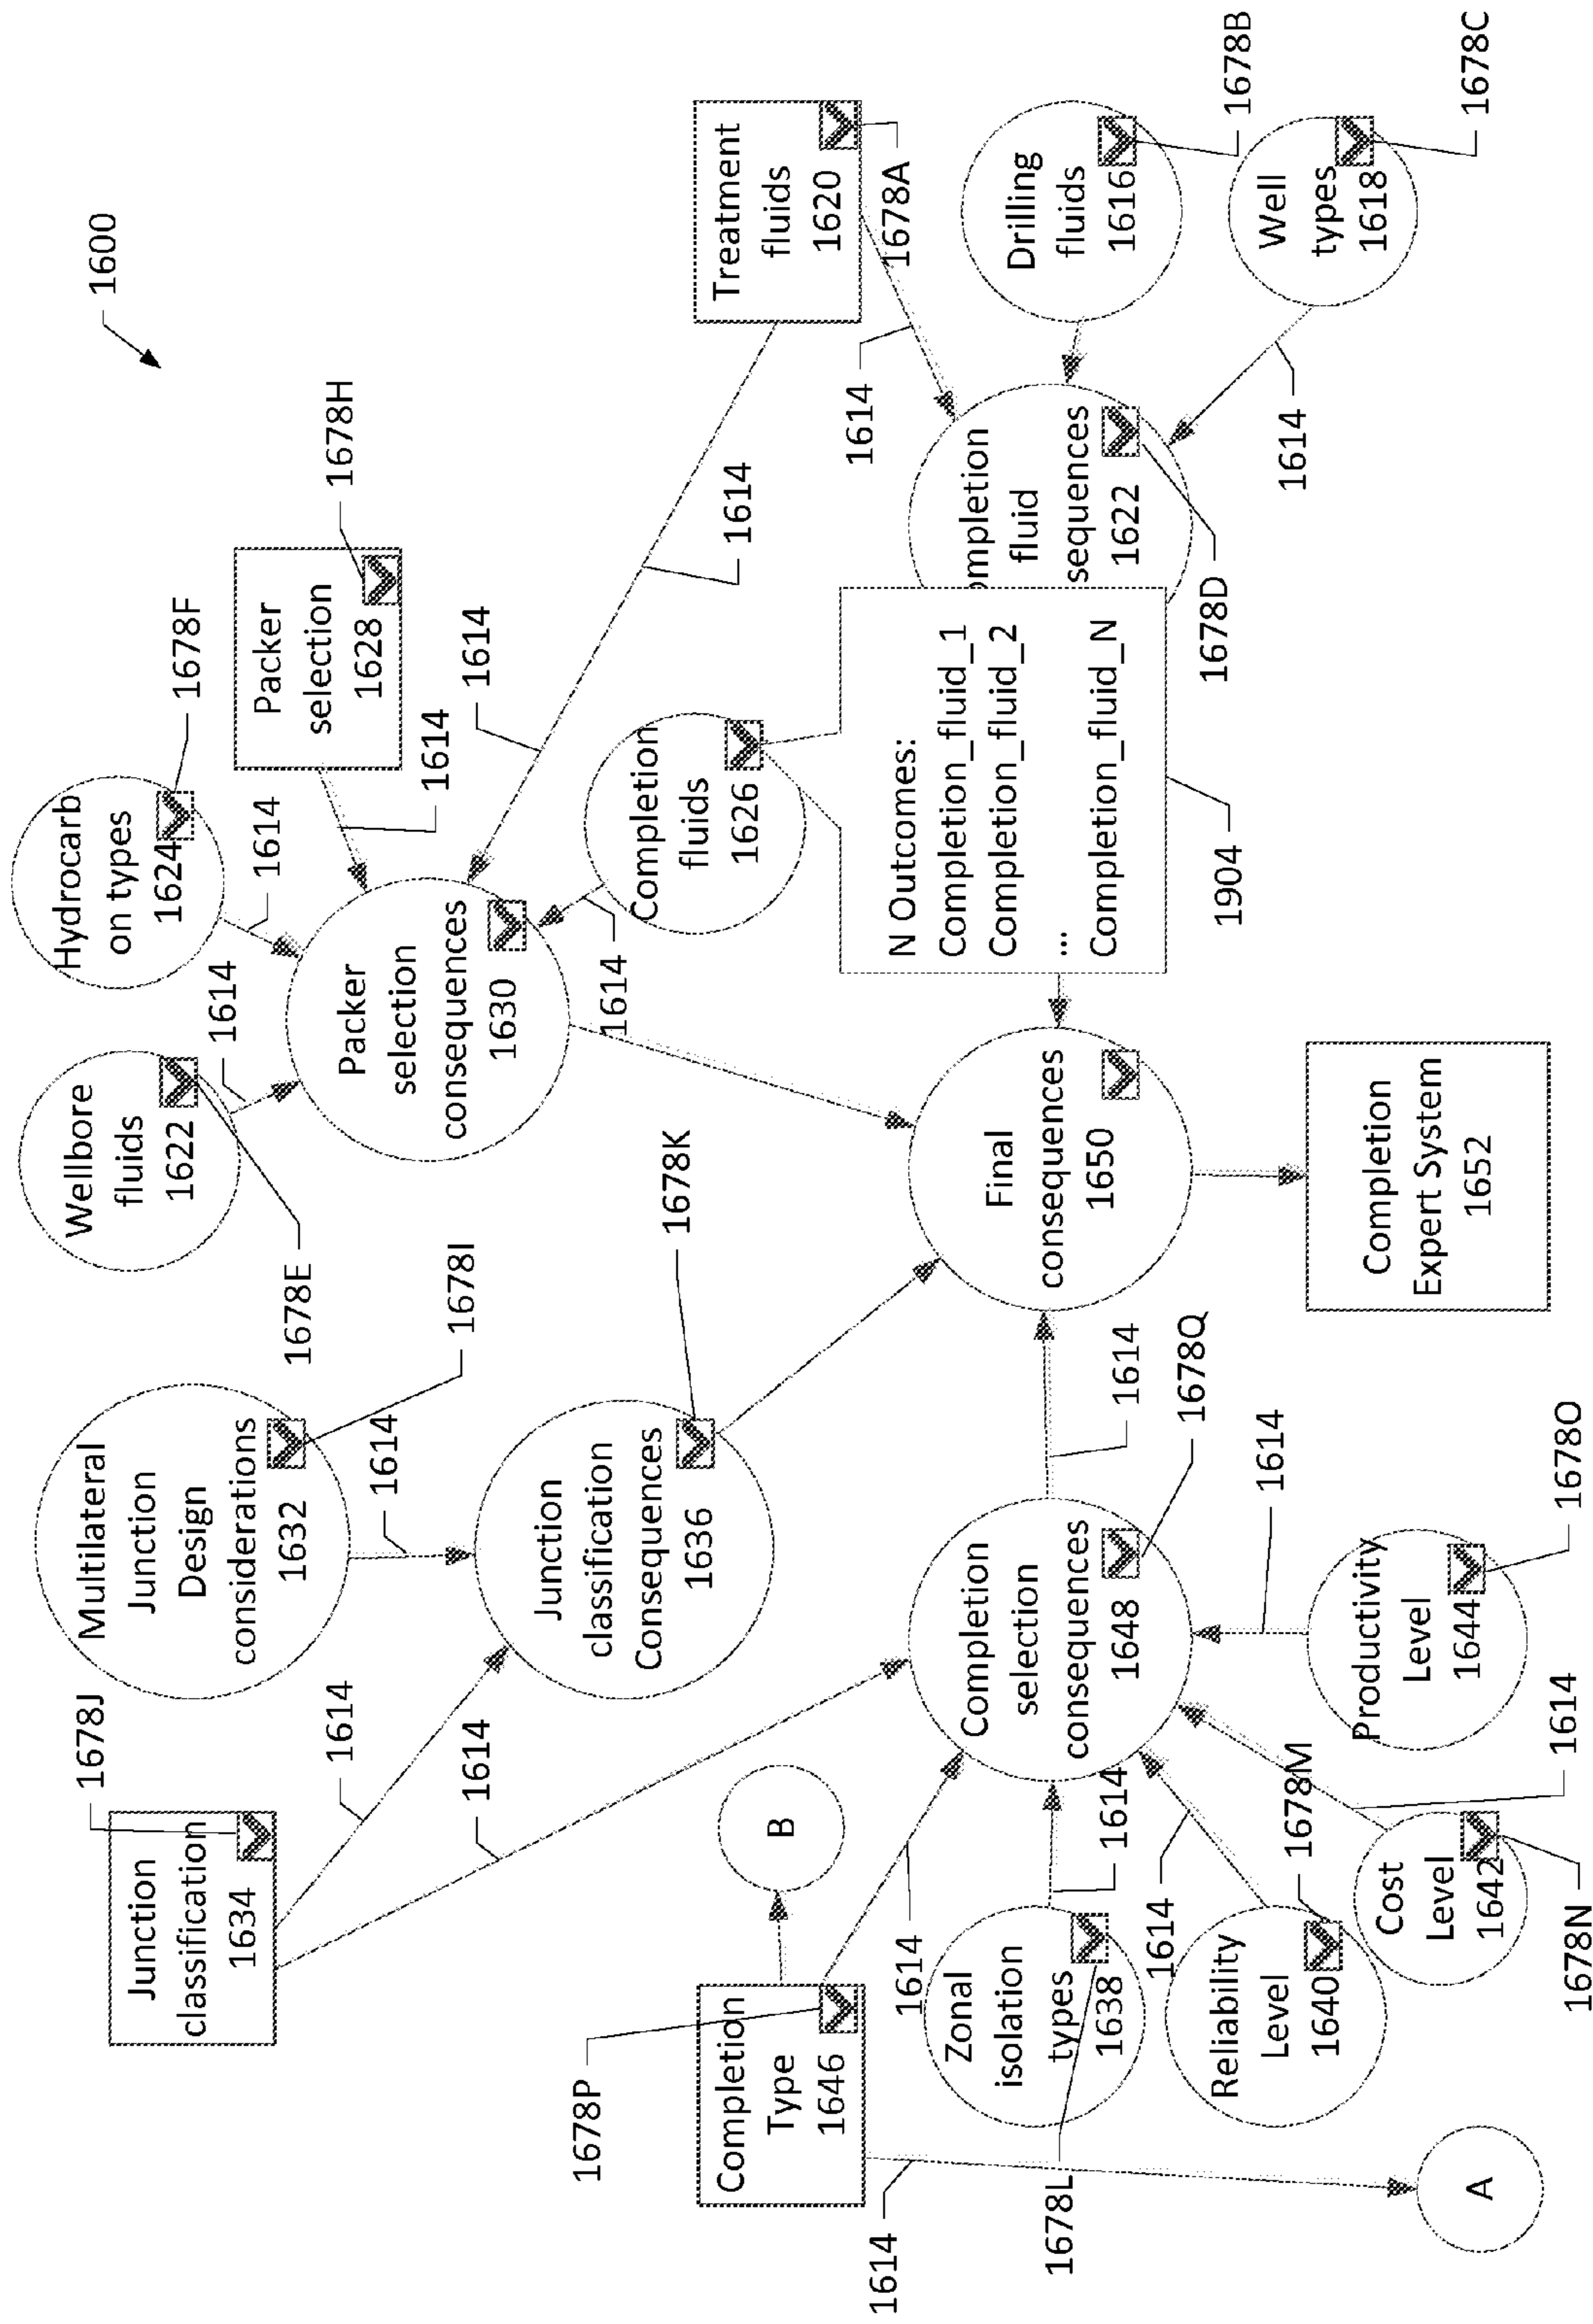 1600
1678J
Junction
classification
1634
Multilateral
Junction
Design
considerations
1632
1678I
Wellbore
fluids
1622
1678E
Hydrocarb
on types
1624
1678F
Packer
selection
1628
1678H
1614
1614
1614
1614
1614
1614
1614
1614
Junction
classification
Consequences
1636
1678K
Packer
selection
consequences
1630
1614
1614
Treatment
fluids
1620
1678A
1678P
Completion
Type
1646
B
Completion
fluids
1626
1614
1614
1614
Zonal
isolation
types
1638
1678L
Completion
selection
consequences
1648
1678Q
1614
Final
consequences
1650
N Outcomes:
Completion_fluid_1
Completion_fluid_2
...
Completion_fluid_N
1904
ompletion
fluid
sequences
1622
1678D
Drilling
fluids
1616
1678B
1614
1614
1614
1614
Reliability
Level
1640
1678M
Cost
Level
1642
1678N
1614
Productivity
Level
1644
1678O
Completion
Expert System
1652
Well
types
1618
1678C
A